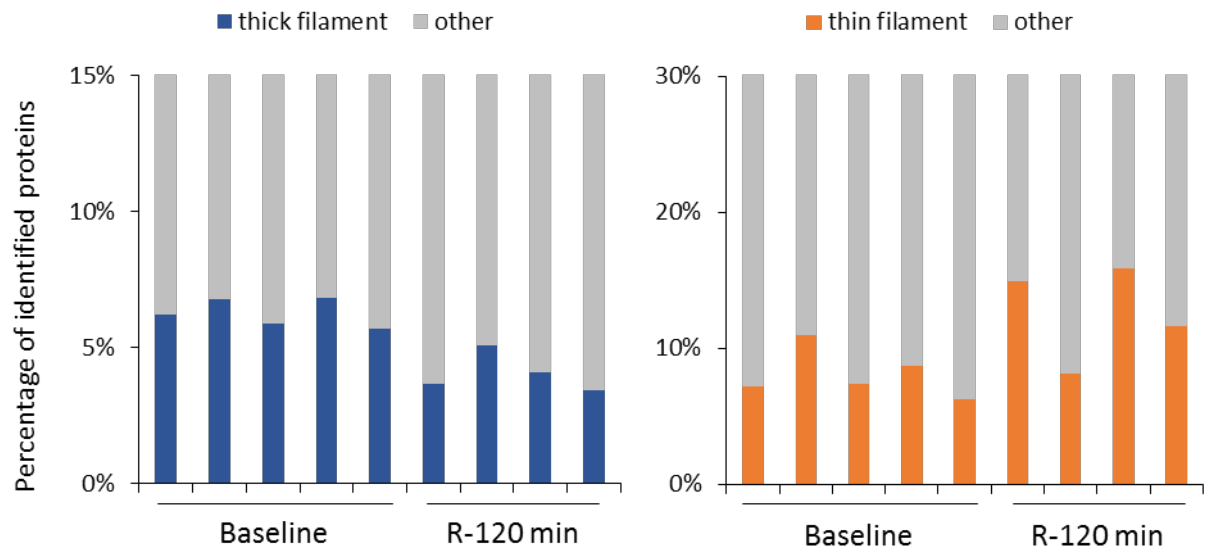 thick filament other
thin filament other
Percentage of identified proteins
15%
10%
5%
0%
Baseline R-120 min
30%
20%
10%
0%
Baseline R-120 min